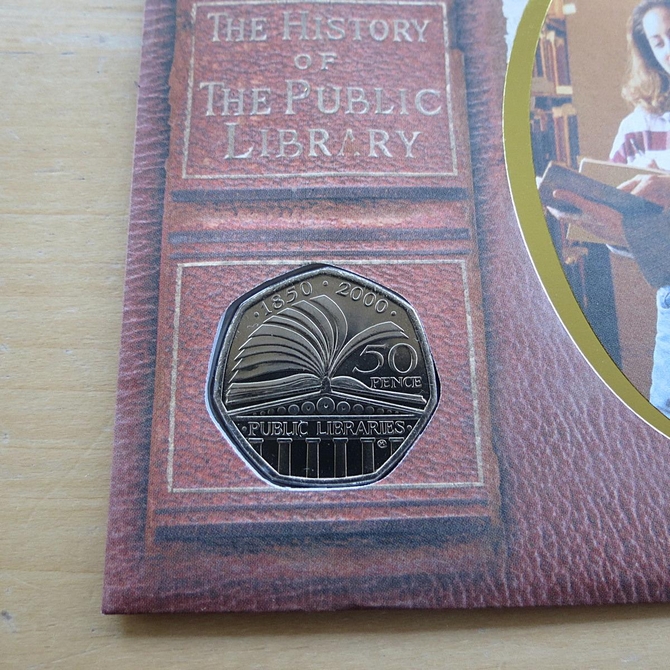 THE HISTORY
OF
THE PUBLIC
LIBRARY
·1850·2000·
50
PENCE
·PUBLIC LIBRARIES·